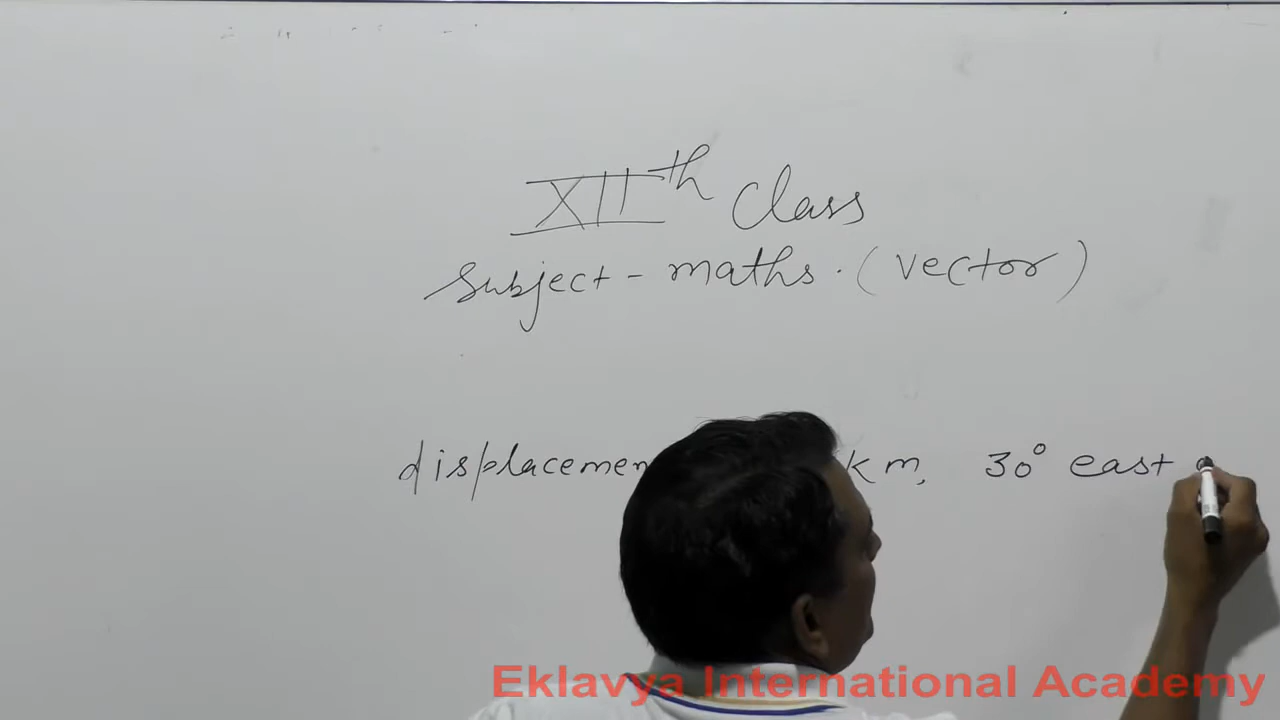 XIIth class
Subject - maths. (vector)
displacemen km, 30° east
Eklavya International Academy